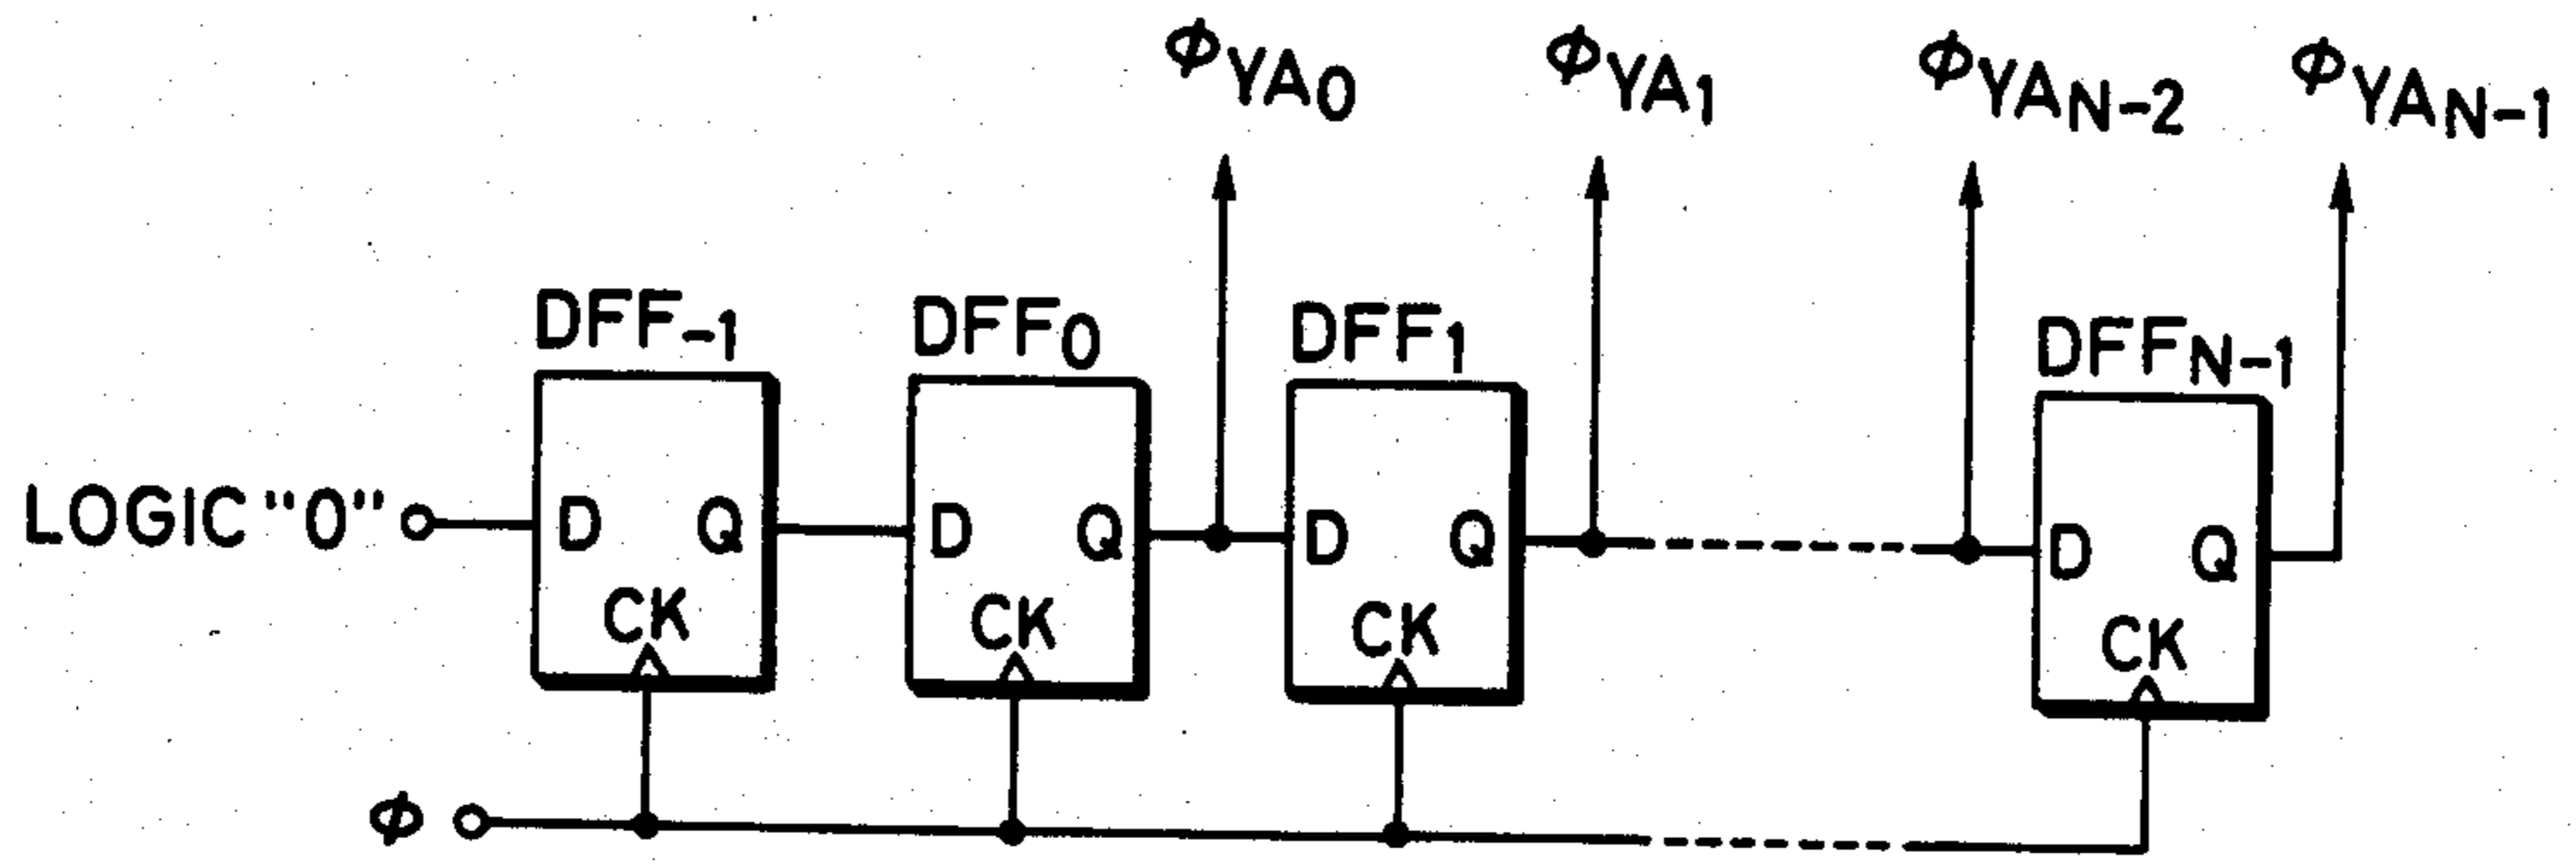 ϕYA0 ϕYA1 ϕYAN-2 ϕYAN-1
DFF-1 DFF0 DFF1 DFFN-1
LOGIC "0" D Q D Q D Q D Q
CK CK CK CK
ϕ